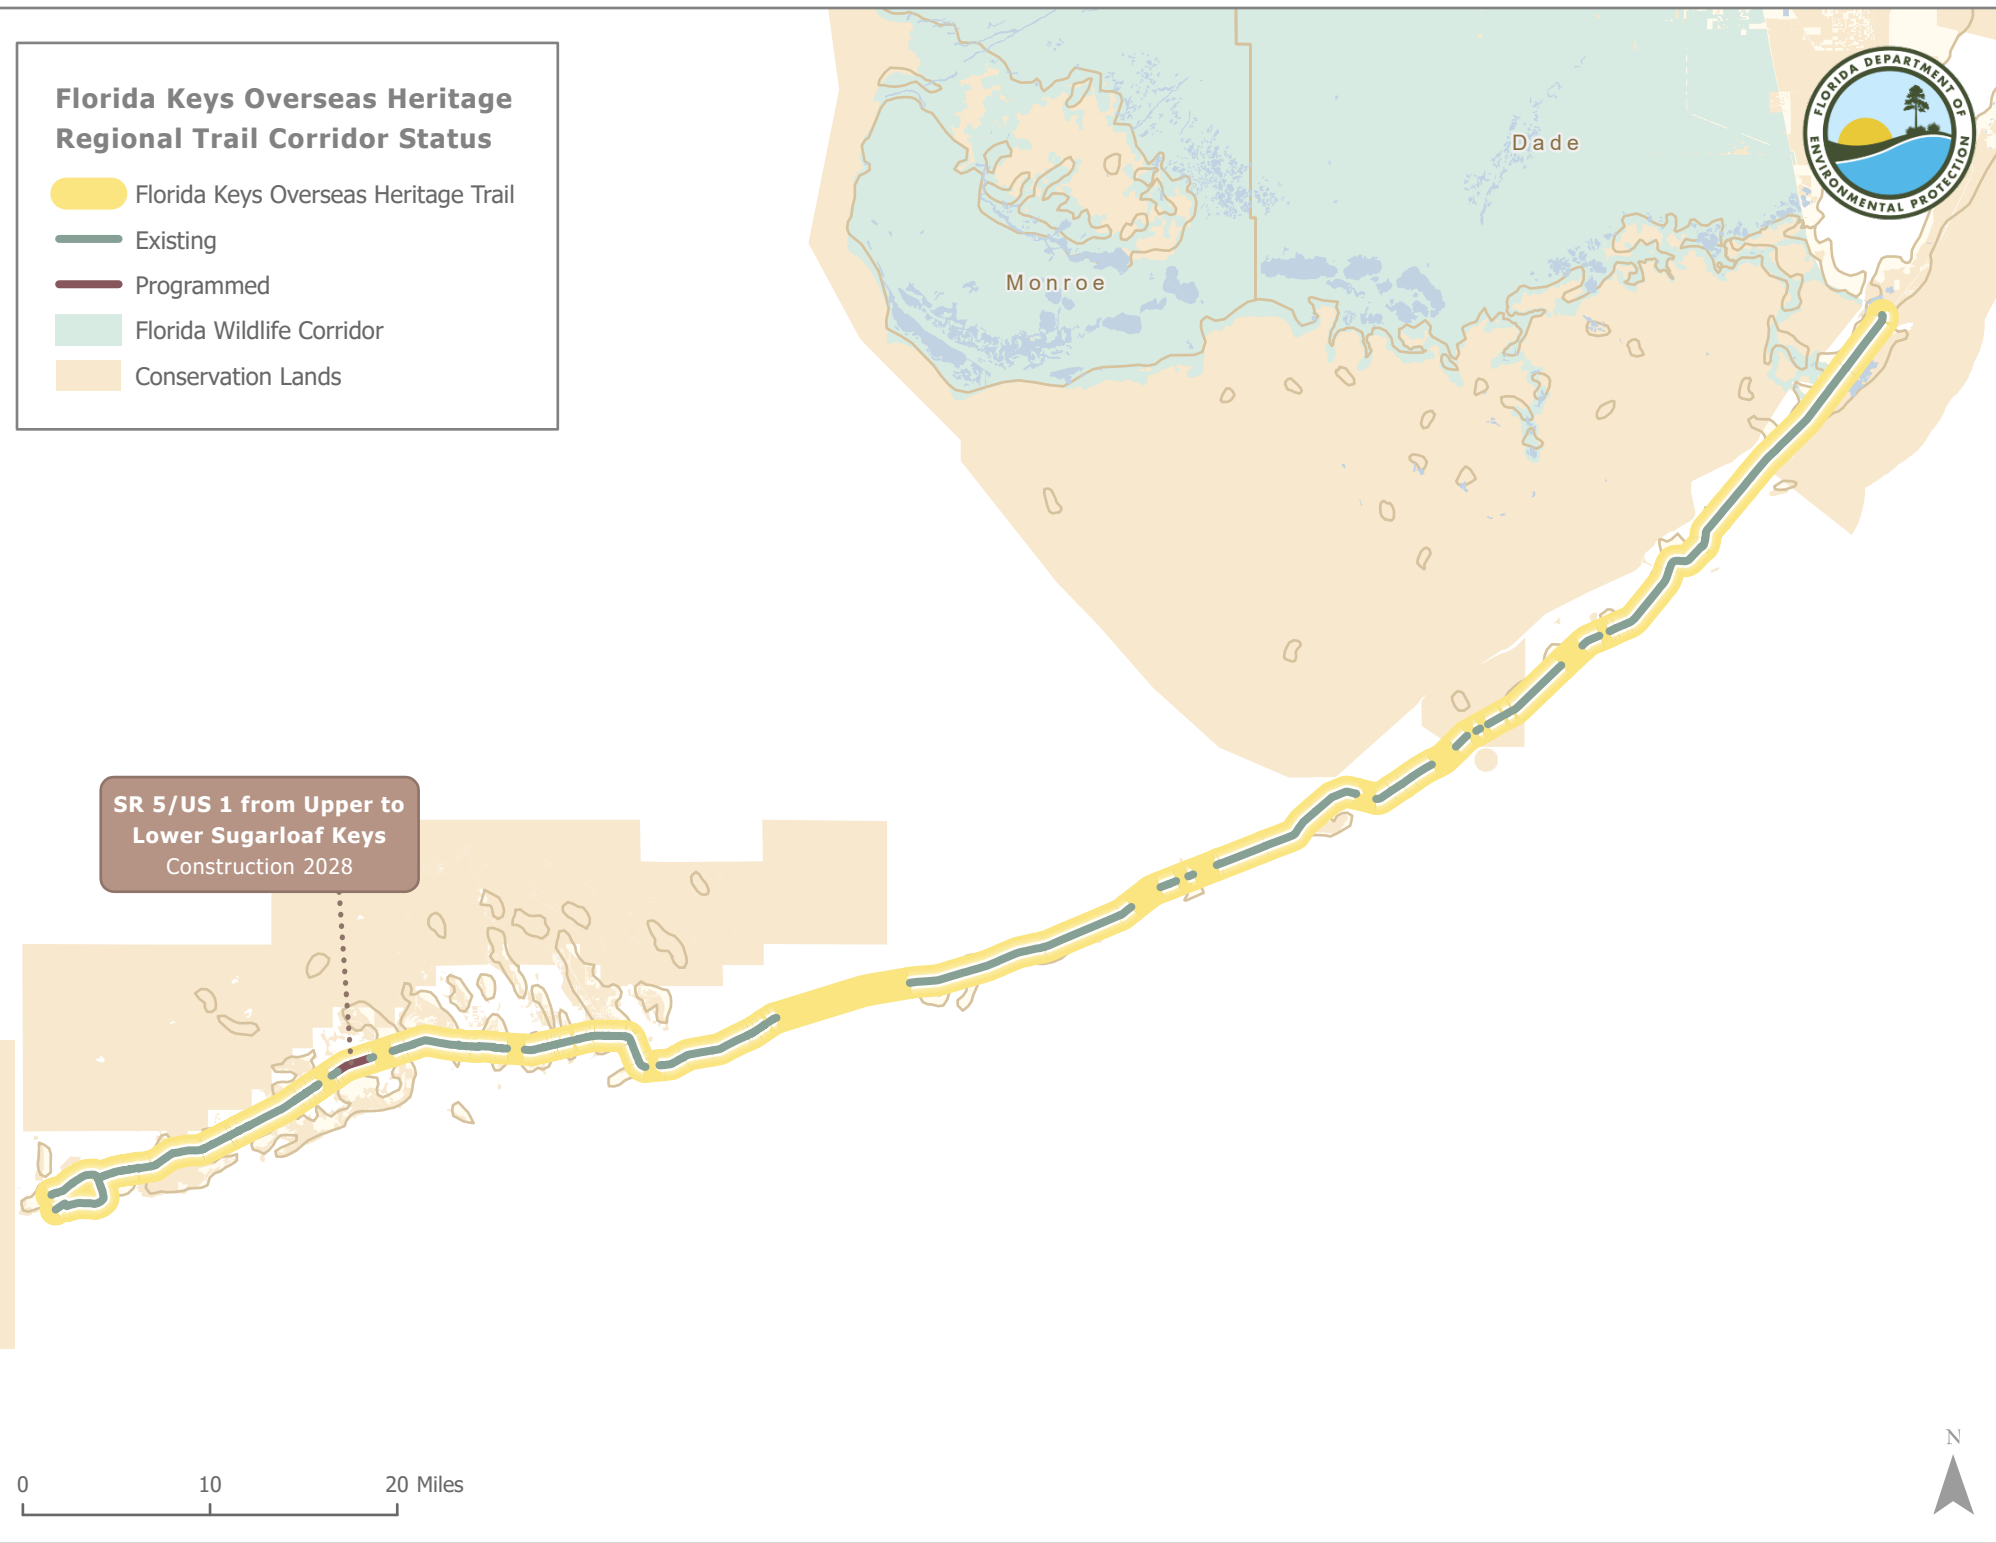 Florida Keys Overseas Heritage
Regional Trail Corridor Status
Florida Keys Overseas Heritage Trail
Existing
Programmed
Florida Wildlife Corridor
Conservation Lands
FLORIDA DEPARTMENT OF
ENVIRONMENTAL PROTECTION
Dade
Monroe
SR 5/US 1 from Upper to
Lower Sugarloaf Keys
Construction 2028
N
0 10 20 Miles